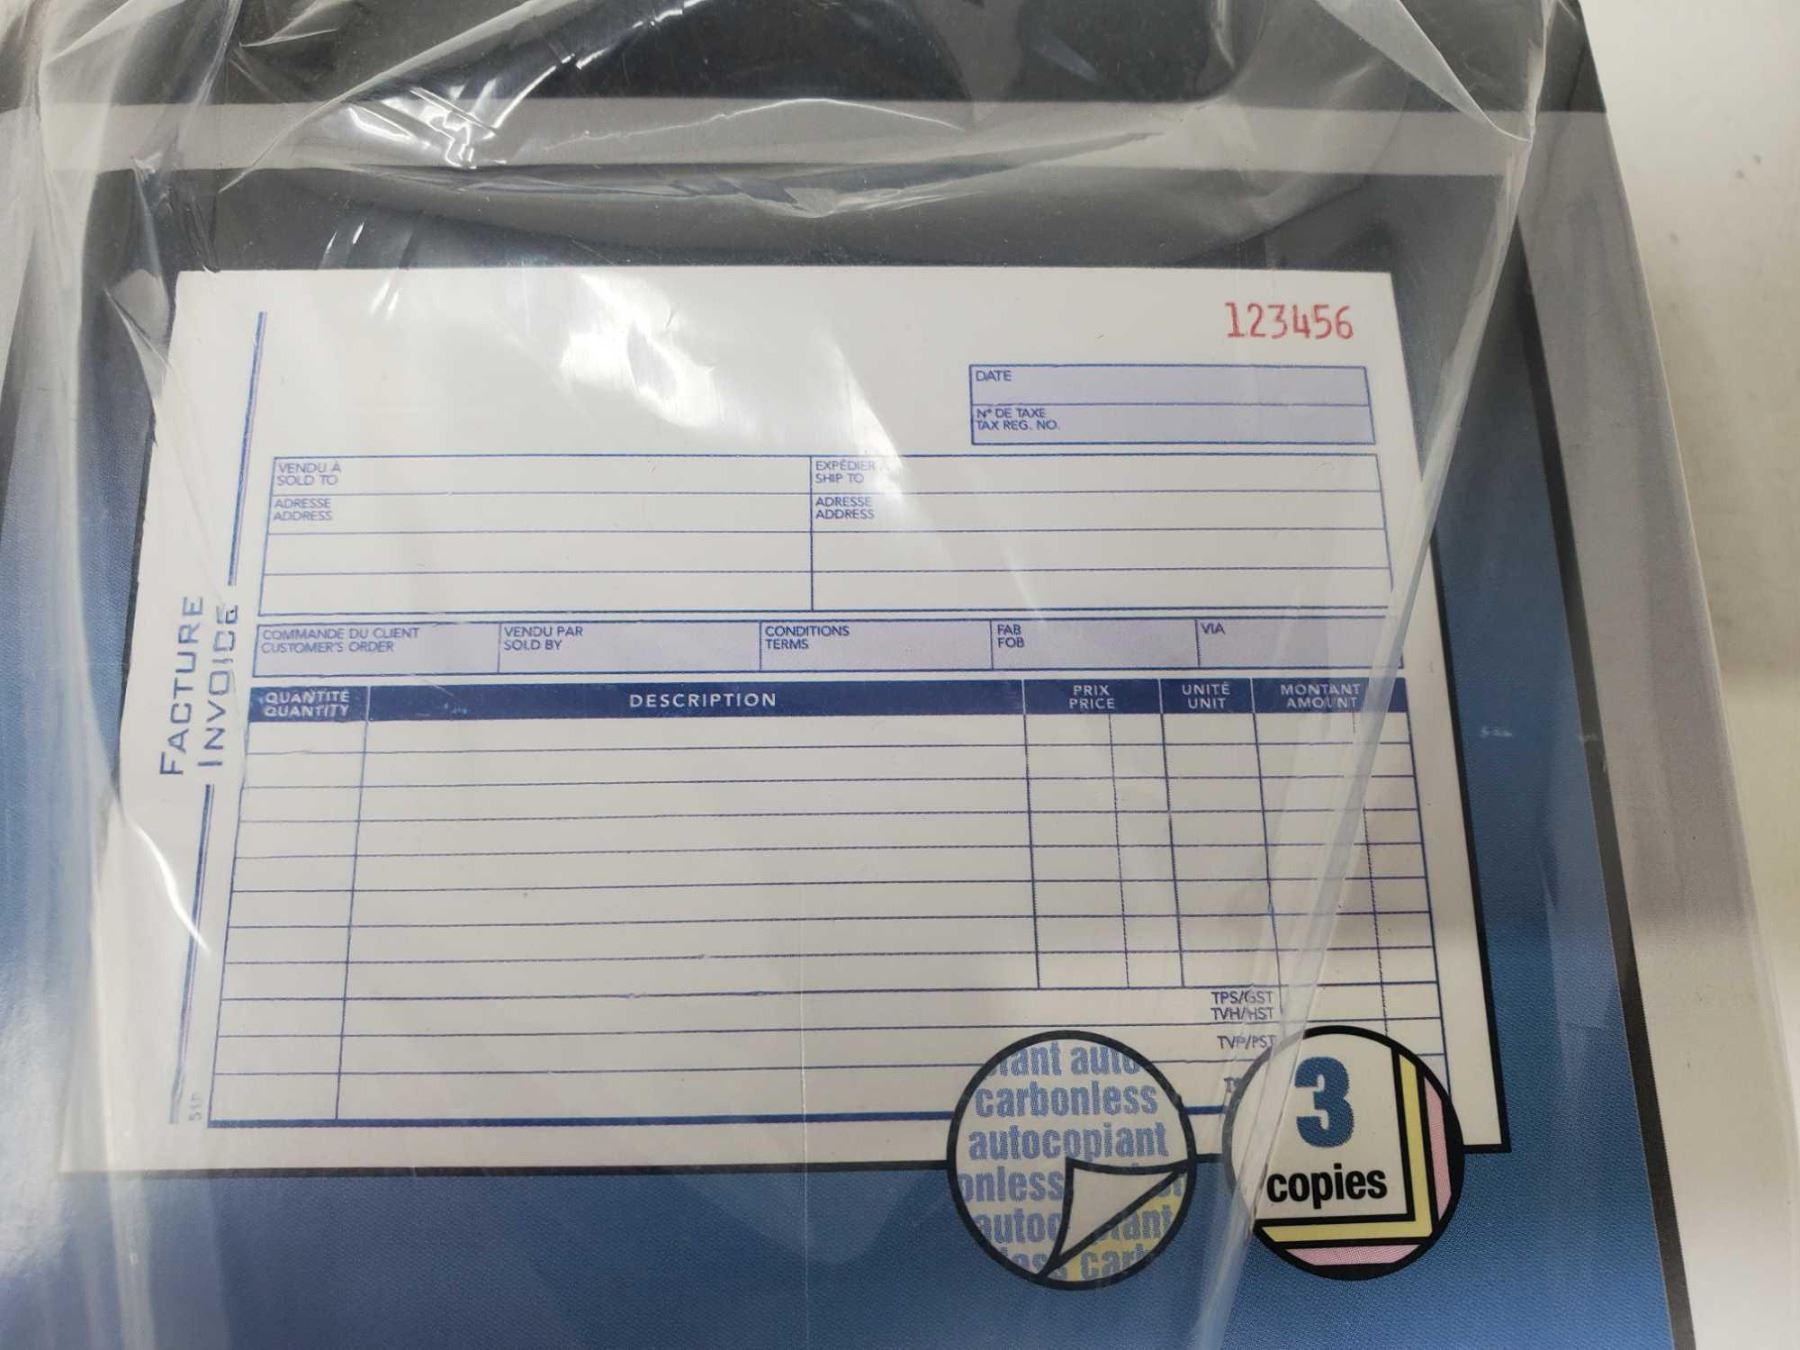 123456
DATE
N° DE TAXE
TAX REG. NO.
VENDU À
SOLD TO
ADRESSE
ADDRESS
EXPÉDIER À
SHIP TO
ADRESSE
ADDRESS
FACTURE
INVOICE
COMMANDE DU CLIENT
CUSTOMER'S ORDER
VENDU PAR
SOLD BY
CONDITIONS
TERMS
FAB
FOB
VIA
QUANTITÉ
QUANTITY
DESCRIPTION
PRIX
PRICE
UNITÉ
UNIT
MONTANT
AMOUNT
TPS/GST
TVH/HST
TVP/PST
carbonless
autocopiant
3
copies